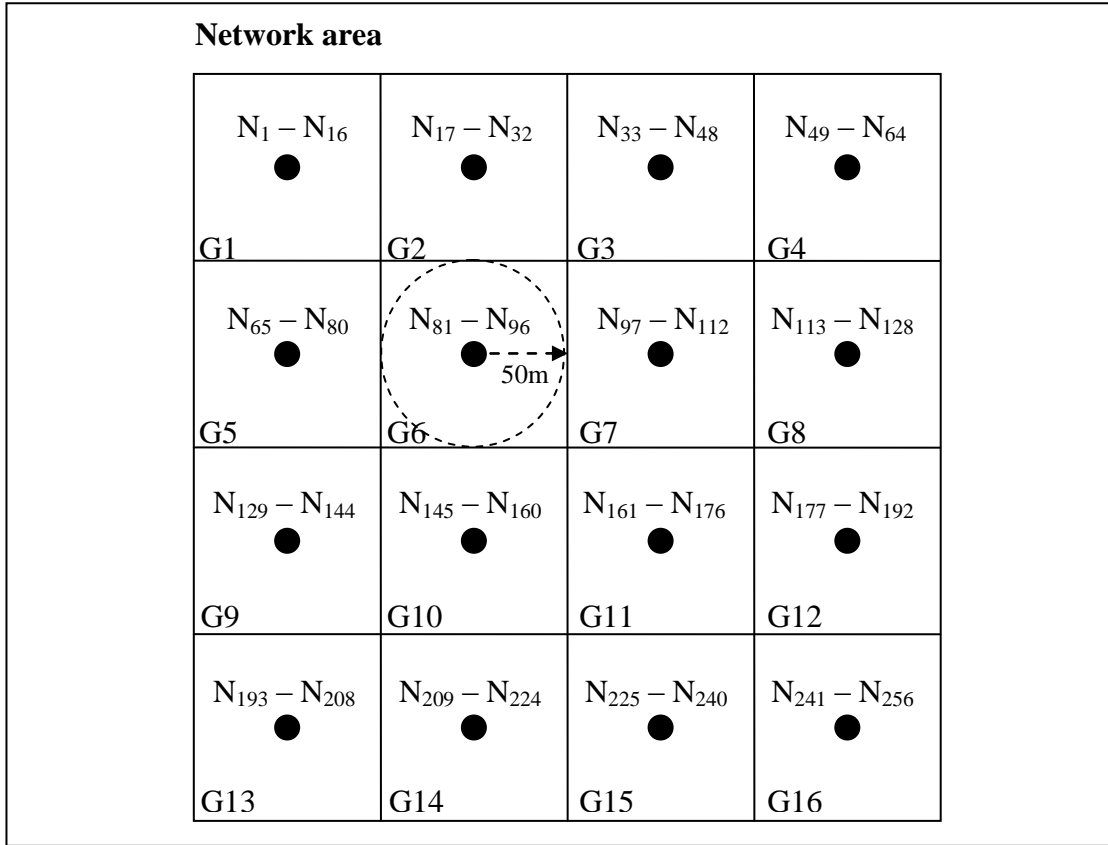 Network area
N₁ – N₁₆ N₁₇ – N₃₂ N₃₃ – N₄₈ N₄₉ – N₆₄
G1 G2 G3 G4
N₆₅ – N₈₀ N₈₁ – N₉₆ N₉₇ – N₁₁₂ N₁₁₃ – N₁₂₈
50m
G5 G6 G7 G8
N₁₂₉ – N₁₄₄ N₁₄₅ – N₁₆₀ N₁₆₁ – N₁₇₆ N₁₇₇ – N₁₉₂
G9 G10 G11 G12
N₁₉₃ – N₂₀₈ N₂₀₉ – N₂₂₄ N₂₂₅ – N₂₄₀ N₂₄₁ – N₂₅₆
G13 G14 G15 G16